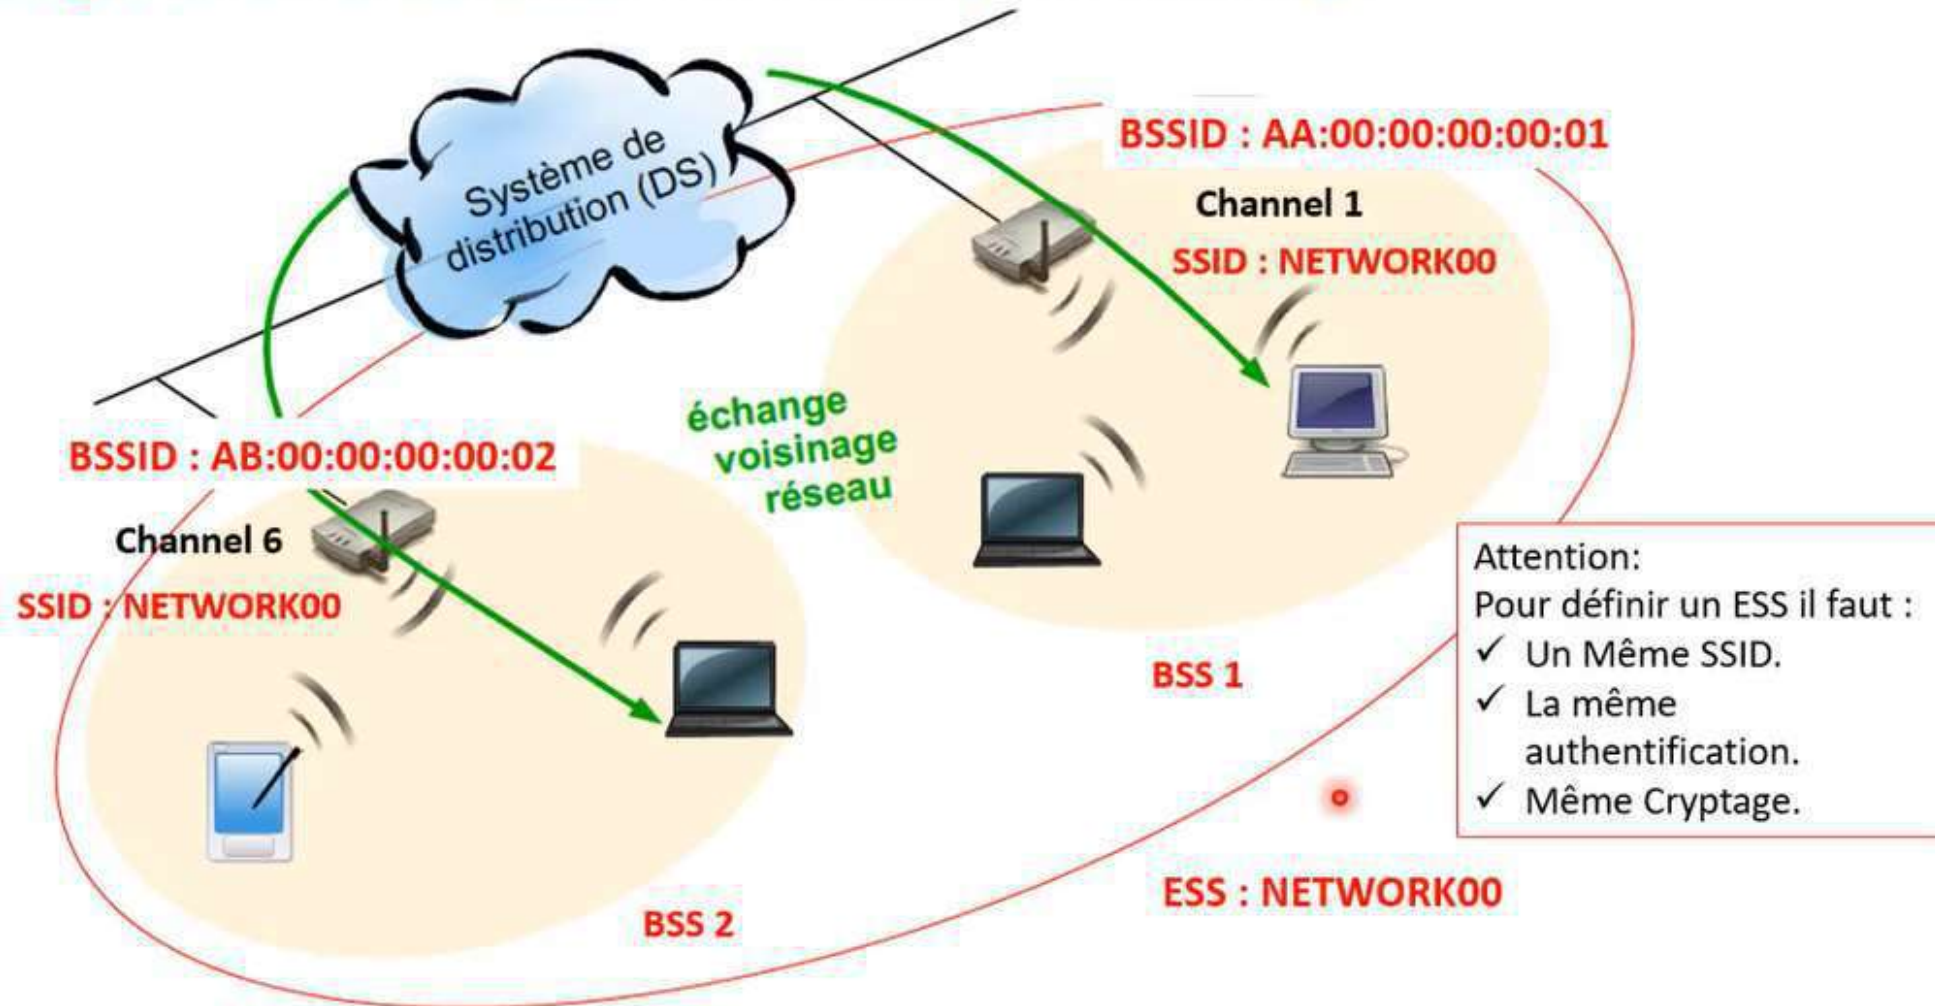 Système de
distribution (DS)
BSSID : AA:00:00:00:00:01
Channel 1
SSID : NETWORK00
échange
voisinage
réseau
BSSID : AB:00:00:00:00:02
Channel 6
SSID : NETWORK00
BSS 1
Attention:
Pour définir un ESS il faut :
✓ Un Même SSID.
✓ La même
authentification.
✓ Même Cryptage.
ESS : NETWORK00
BSS 2